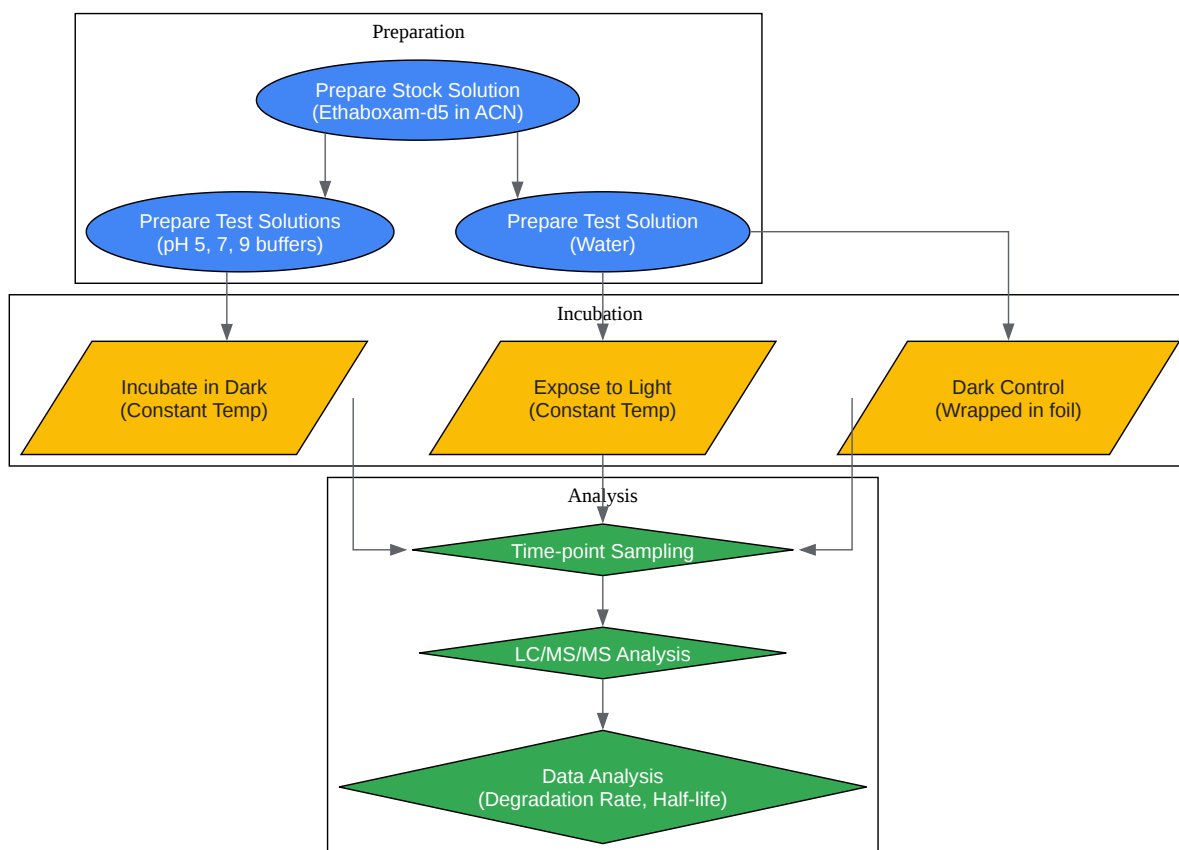 Preparation
Prepare Stock Solution
(Ethaboxam-d5 in ACN)
Prepare Test Solutions
(pH 5, 7, 9 buffers)
Prepare Test Solution
(Water)
Incubation
Incubate in Dark
(Constant Temp)
Expose to Light
(Constant Temp)
Dark Control
(Wrapped in foil)
Analysis
Time-point Sampling
LC/MS/MS Analysis
Data Analysis
(Degradation Rate, Half-life)